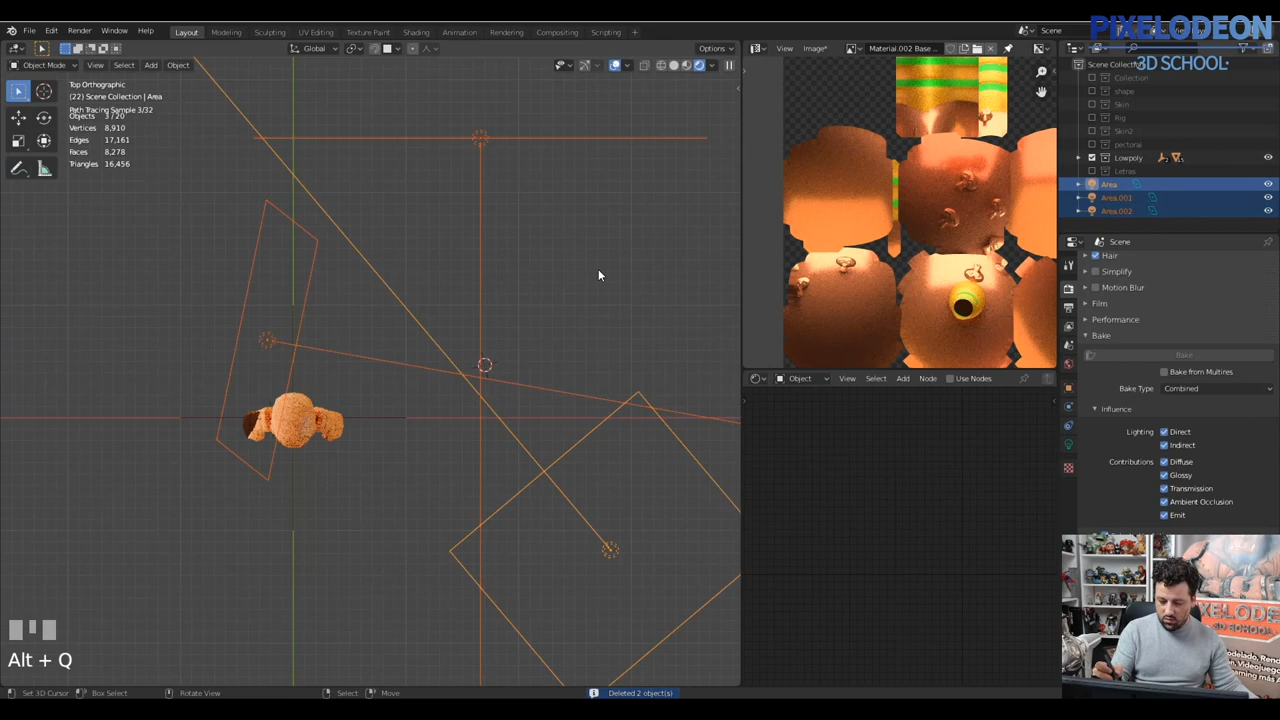 PIXELODEON
3D SCHOOL
File Edit Render Window Help
Layout Modeling Sculpting UV Editing Texture Paint Shading Animation Rendering Compositing Scripting
Scene
Global
Options
View Image*
Material.002 Base ...
Object Mode View Select Add Object
Top Orthographic
(22) Scene Collection | Area
Path Tracing Sample 3/32
Objects 3 / 20
Vertices 8,910
Edges 17,161
Faces 8,278
Triangles 16,456
Scene Collection
Collection
shape
Skin
Rig
Skin2
pectoral
Lowpoly
Letras
Area
Area.001
Area.002
Scene
Hair
Simplify
Motion Blur
Film
Performance
Bake
Bake
Bake from Multires
Bake Type Combined
Influence
Lighting Direct
Indirect
Contributions Diffuse
Glossy
Transmission
Ambient Occlusion
Emit
Object View Select Add Node Use Nodes
Alt + Q
Set 3D Cursor Box Select Rotate View Select Move
Deleted 2 object(s)